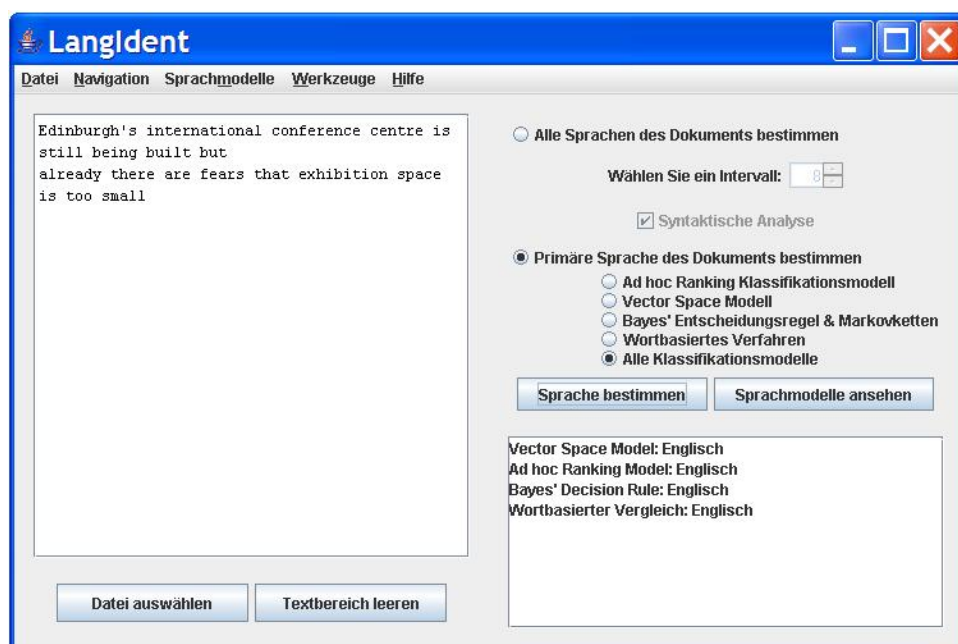 LangIdent
Datei Navigation Sprachmodelle Werkzeuge Hilfe
Edinburgh's international conference centre is
still being built but
already there are fears that exhibition space
is too small
Datei auswählen Textbereich leeren
Alle Sprachen des Dokuments bestimmen
Wählen Sie ein Intervall: 8
Syntaktische Analyse
Primäre Sprache des Dokuments bestimmen
Ad hoc Ranking Klassifikationsmodell
Vector Space Modell
Bayes' Entscheidungsregel & Markovketten
Wortbasiertes Verfahren
Alle Klassifikationsmodelle
Sprache bestimmen Sprachmodelle ansehen
Vector Space Model: Englisch
Ad hoc Ranking Model: Englisch
Bayes' Decision Rule: Englisch
Wortbasierter Vergleich: Englisch